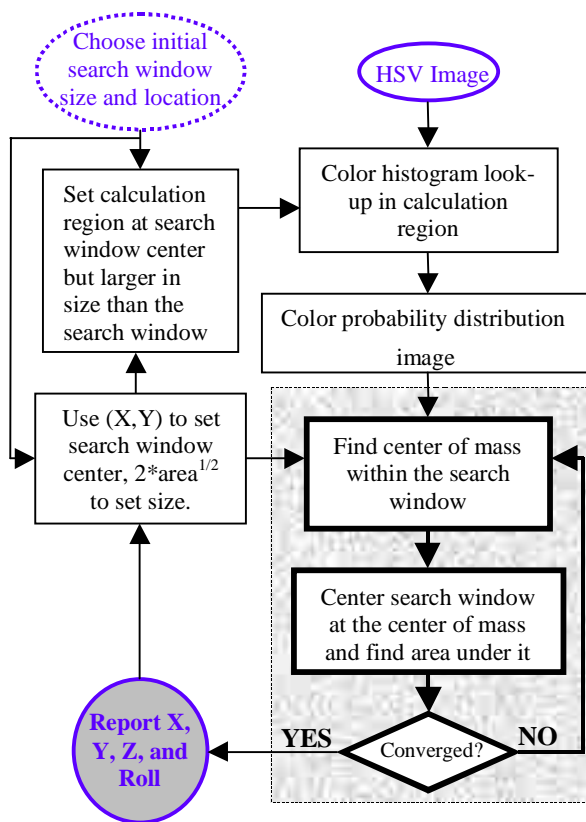 Choose initial
search window
size and location
HSV Image
Set calculation
region at search
window center
but larger in
size than the
search window
Color histogram look-
up in calculation
region
Color probability distribution
image
Use (X,Y) to set
search window
center, 2*area^1/2
to set size.
Find center of mass
within the search
window
Center search window
at the center of mass
and find area under it
Report X,
Y, Z, and
Roll
YES
Converged?
NO